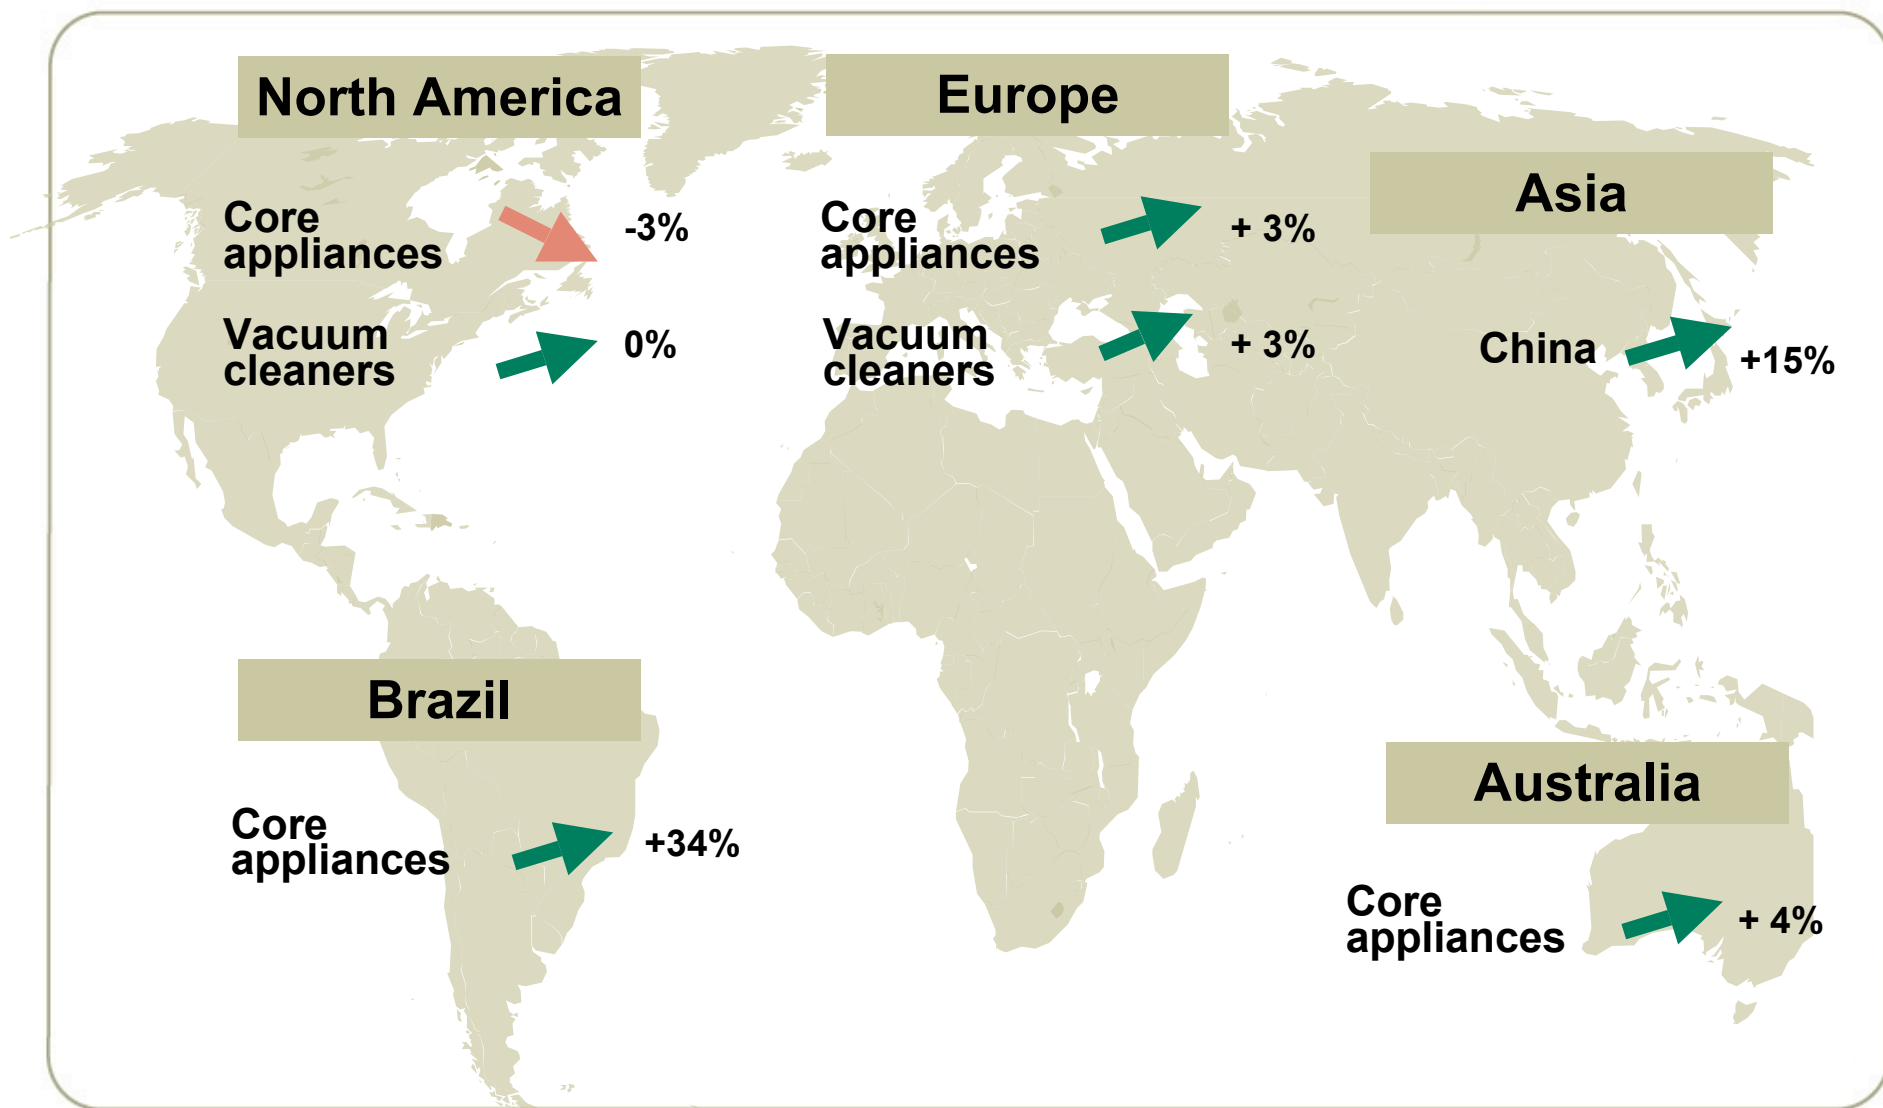 North America
Core
appliances
-3%
Vacuum
cleaners
0%
Europe
Core
appliances
+ 3%
Vacuum
cleaners
+ 3%
Asia
China
+15%
Brazil
Core
appliances
+34%
Australia
Core
appliances
+ 4%